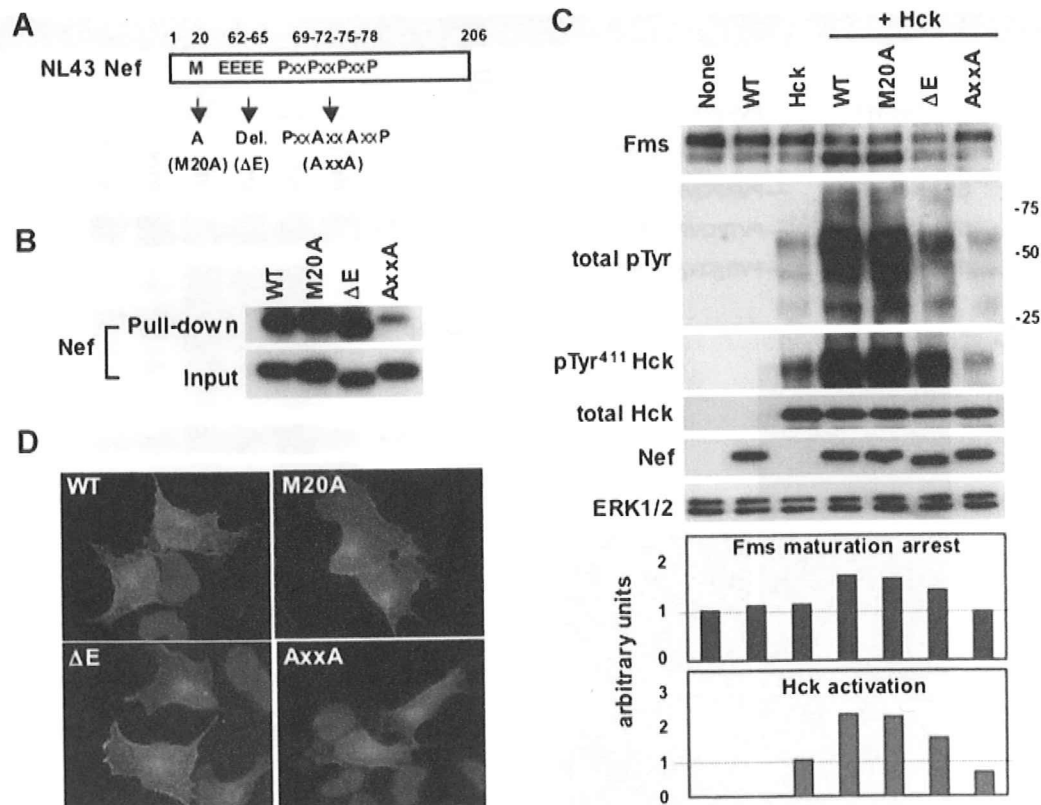 A
1 20 62-65 69-72-75-78 206
NL43 Nef M EEEE PxxPxxPxxP
A Del. PxxAxxAxxP
(M20A) (ΔE) (AxxA)
B
WT M20A ΔE AxxA
Nef
Pull-down
Input
C
+ Hck
None WT Hck WT M20A ΔE AxxA
Fms
total pTyr
-75
-50
-25
pTyr411 Hck
total Hck
Nef
ERK1/2
arbitrary units
Fms maturation arrest
2
1
0
Hck activation
3
2
1
0
D
WT
M20A
ΔE
AxxA